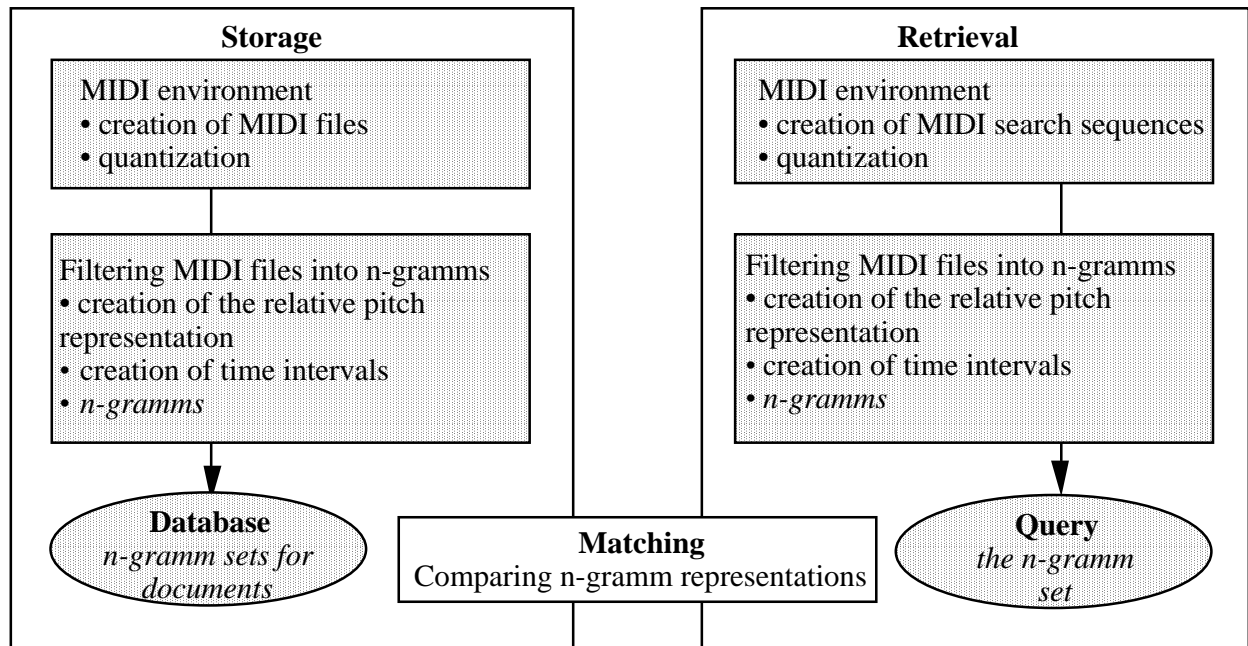 Storage
MIDI environment
• creation of MIDI files
• quantization
Filtering MIDI files into n-gramms
• creation of the relative pitch
representation
• creation of time intervals
• n-gramms
Database
n-gramm sets for
documents
Matching
Comparing n-gramm representations
Retrieval
MIDI environment
• creation of MIDI search sequences
• quantization
Filtering MIDI files into n-gramms
• creation of the relative pitch
representation
• creation of time intervals
• n-gramms
Query
the n-gramm
set